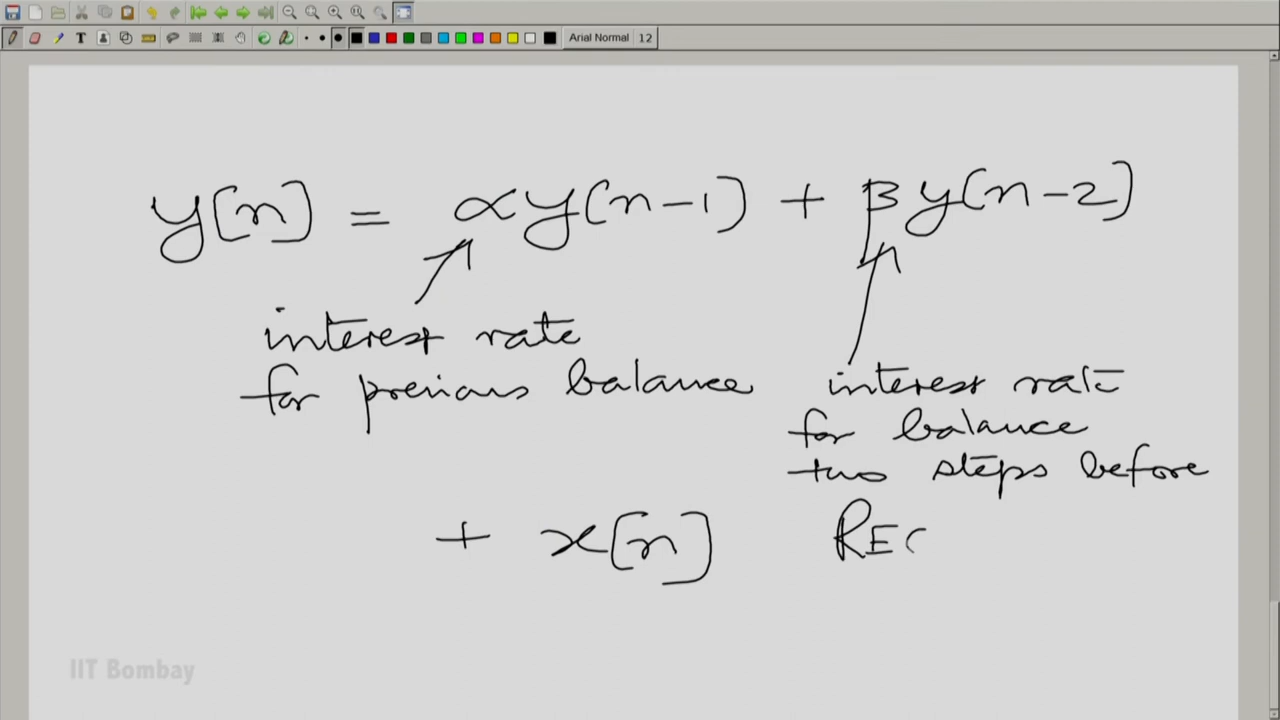 Arial Normal 12
y[n] = αy[n-1] + βy[n-2]
interest rate
for previous balance
interest rate
for balance
two steps before
+ x[n] REC
IIT Bombay